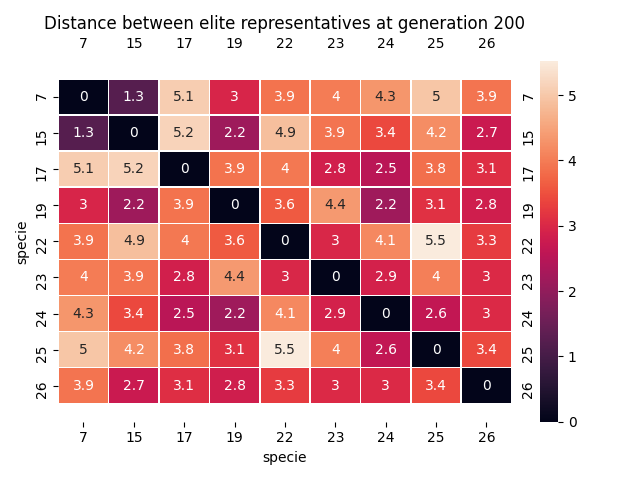 Distance between elite representatives at generation 200
7 15 17 19 22 23 24 25 26
7 0 1.3 5.1 3 3.9 4 4.3 5 3.9 7
15 1.3 0 5.2 2.2 4.9 3.9 3.4 4.2 2.7 15
17 5.1 5.2 0 3.9 4 2.8 2.5 3.8 3.1 17
19 3 2.2 3.9 0 3.6 4.4 2.2 3.1 2.8 19
22 3.9 4.9 4 3.6 0 3 4.1 5.5 3.3 22
23 4 3.9 2.8 4.4 3 0 2.9 4 3 23
24 4.3 3.4 2.5 2.2 4.1 2.9 0 2.6 3 24
25 5 4.2 3.8 3.1 5.5 4 2.6 0 3.4 25
26 3.9 2.7 3.1 2.8 3.3 3 3 3.4 0 26
7 15 17 19 22 23 24 25 26
specie
specie
5
4
3
2
1
0